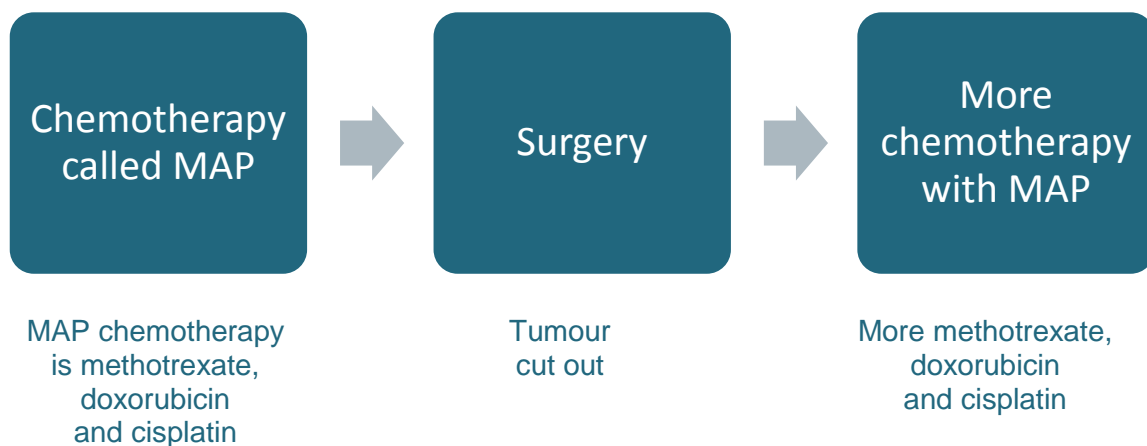 Chemotherapy
called MAP
Surgery
More
chemotherapy
with MAP
MAP chemotherapy
is methotrexate,
doxorubicin
and cisplatin
Tumour
cut out
More methotrexate,
doxorubicin
and cisplatin